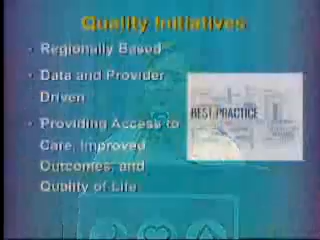 Quality Initiatives
• Regionally Based
• Data and Provider
Driven
• Providing Access to
Care, Improved
Outcomes, and
Quality of Life
BEST PRACTICE